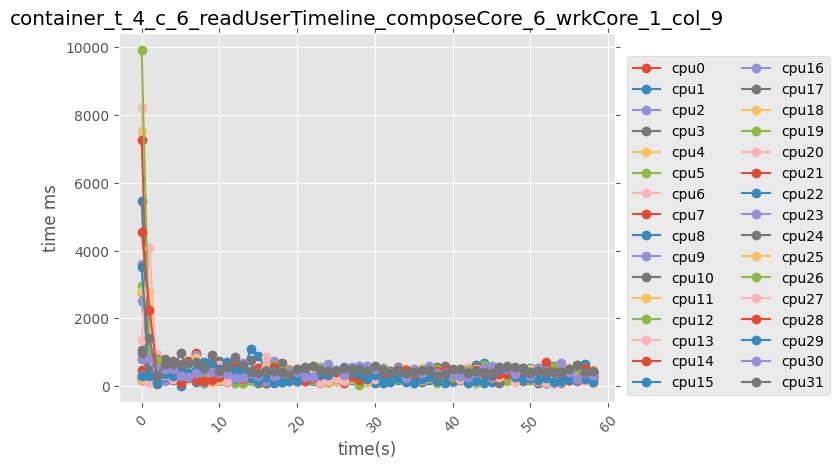 container_t_4_c_6_readUserTimeline_composeCore_6_wrkCore_1_col_9
time ms
10000
8000
6000
4000
2000
0
0
10
20
30
40
50
60
time(s)
cpu0
cpu1
cpu2
cpu3
cpu4
cpu5
cpu6
cpu7
cpu8
cpu9
cpu10
cpu11
cpu12
cpu13
cpu14
cpu15
cpu16
cpu17
cpu18
cpu19
cpu20
cpu21
cpu22
cpu23
cpu24
cpu25
cpu26
cpu27
cpu28
cpu29
cpu30
cpu31